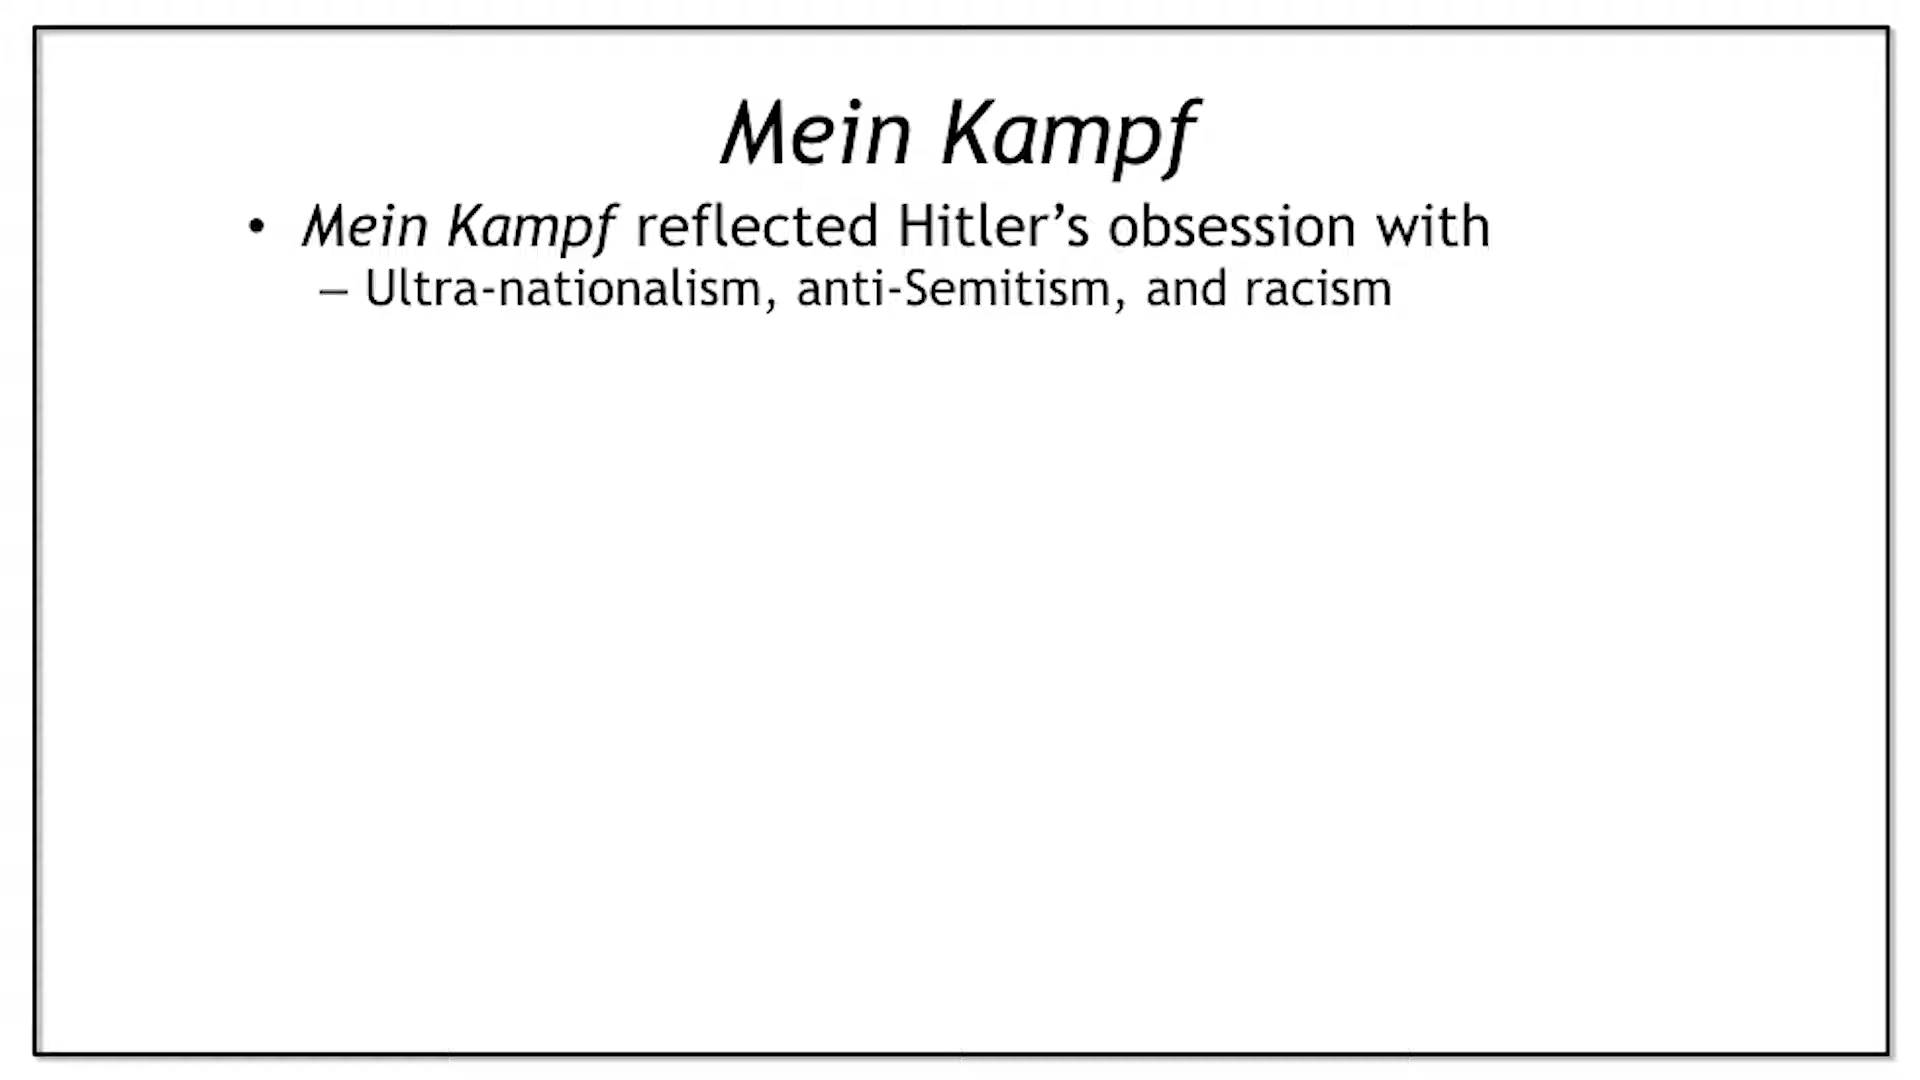 Mein Kampf
• Mein Kampf reflected Hitler’s obsession with
– Ultra-nationalism, anti-Semitism, and racism